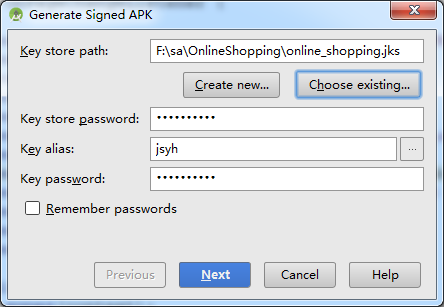 Generate Signed APK
Key store path: F:\sa\OnlineShopping\online_shopping.jks
Create new... Choose existing...
Key store password: ••••••••••
Key alias: jsyh ...
Key password: ••••••••••
Remember passwords
Previous Next Cancel Help